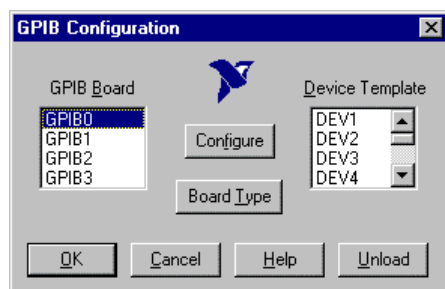 GPIB Configuration
GPIB Board
Device Template
GPIB0
GPIB1
GPIB2
GPIB3
Configure
Board Type
DEV1
DEV2
DEV3
DEV4
OK
Cancel
Help
Unload